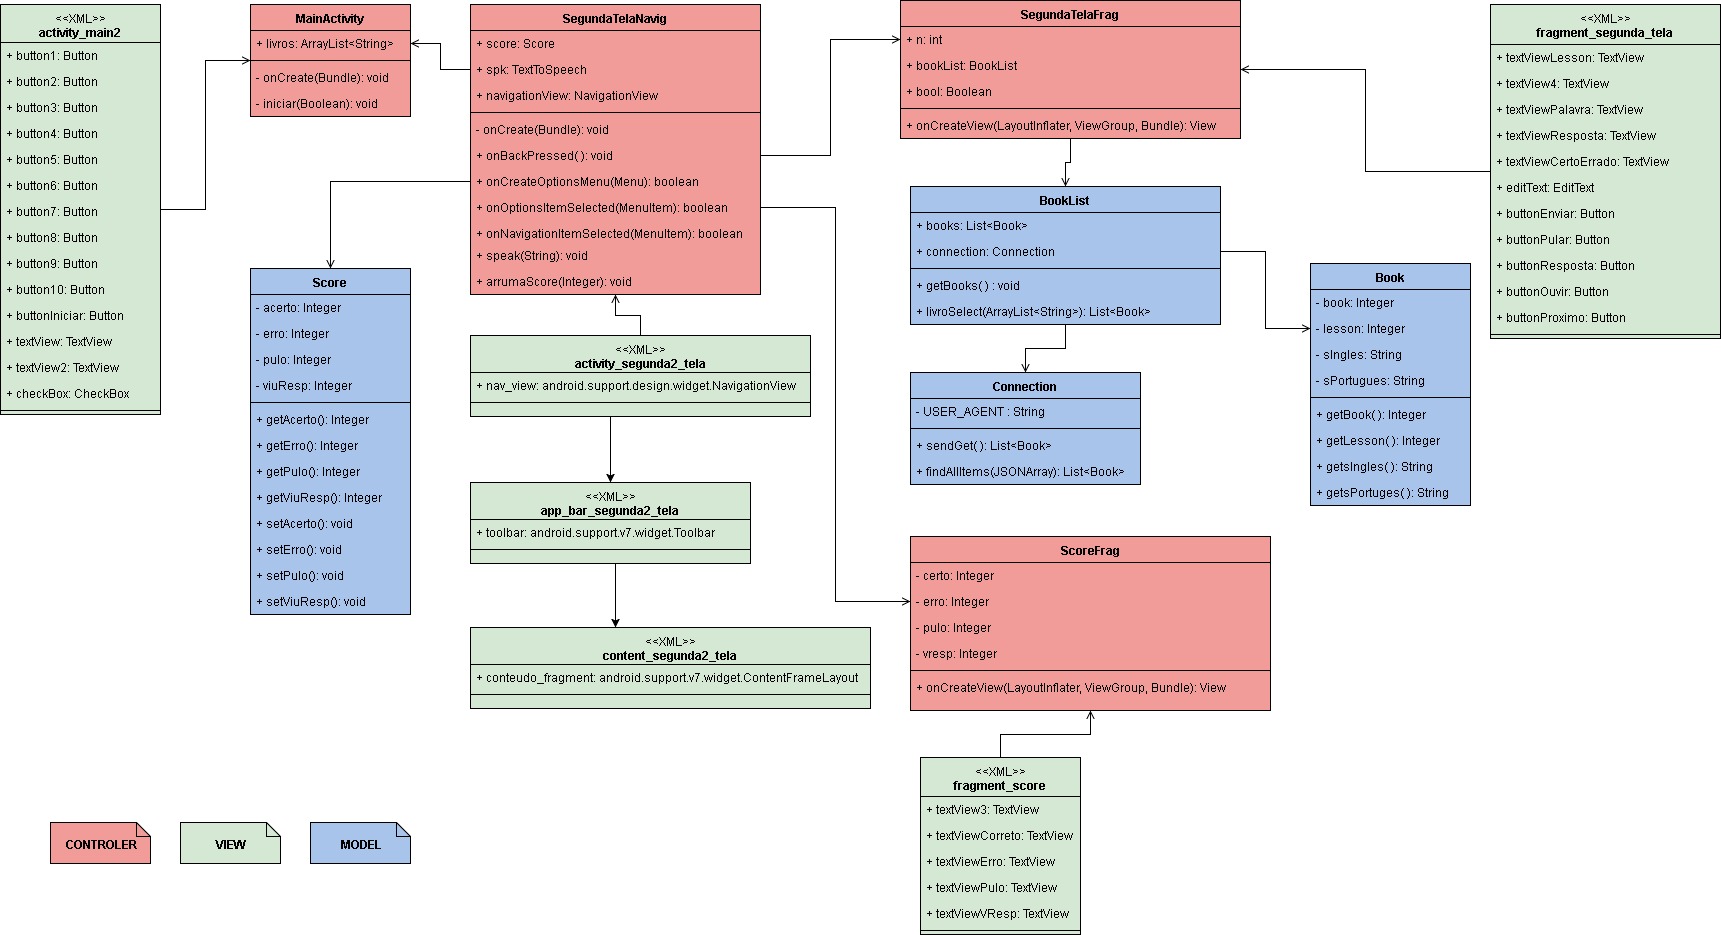 <<XML>>
activity_main2
+ button1: Button
+ button2: Button
+ button3: Button
+ button4: Button
+ button5: Button
+ button6: Button
+ button7: Button
+ button8: Button
+ button9: Button
+ button10: Button
+ buttonIniciar: Button
+ textView: TextView
+ textView2: TextView
+ checkBox: CheckBox
MainActivity
+ livros: ArrayList<String>
- onCreate(Bundle): void
- iniciar(Boolean): void
SegundaTelaNavig
+ score: Score
+ spk: TextToSpeech
+ navigationView: NavigationView
- onCreate(Bundle): void
+ onBackPressed( ): void
+ onCreateOptionsMenu(Menu): boolean
+ onOptionsItemSelected(MenuItem): boolean
+ onNavigationItemSelected(MenuItem): boolean
+ speak(String): void
+ arrumaScore(Integer): void
SegundaTelaFrag
+ n: int
+ bookList: BookList
+ bool: Boolean
+ onCreateView(LayoutInflater, ViewGroup, Bundle): View
<<XML>>
fragment_segunda_tela
+ textViewLesson: TextView
+ textView4: TextView
+ textViewPalavra: TextView
+ textViewResposta: TextView
+ textViewCertoErrado: TextView
+ editText: EditText
+ buttonEnviar: Button
+ buttonPular: Button
+ buttonResposta: Button
+ buttonOuvir: Button
+ buttonProximo: Button
BookList
+ books: List<Book>
+ connection: Connection
+ getBooks( ) : void
+ livroSelect(ArrayList<String>): List<Book>
Book
- book: Integer
- lesson: Integer
- sIngles: String
- sPortugues: String
+ getBook( ): Integer
+ getLesson( ): Integer
+ getsIngles( ): String
+ getsPortuges( ): String
Score
- acerto: Integer
- erro: Integer
- pulo: Integer
- viuResp: Integer
+ getAcerto(): Integer
+ getErro(): Integer
+ getPulo(): Integer
+ getViuResp(): Integer
+ setAcerto(): void
+ setErro(): void
+ setPulo(): void
+ setViuResp(): void
<<XML>>
activity_segunda2_tela
+ nav_view: android.support.design.widget.NavigationView
Connection
- USER_AGENT : String
+ sendGet( ): List<Book>
+ findAllItems(JSONArray): List<Book>
<<XML>>
app_bar_segunda2_tela
+ toolbar: android.support.v7.widget.Toolbar
<<XML>>
content_segunda2_tela
+ conteudo_fragment: android.support.v7.widget.ContentFrameLayout
ScoreFrag
- certo: Integer
- erro: Integer
- pulo: Integer
- vresp: Integer
+ onCreateView(LayoutInflater, ViewGroup, Bundle): View
<<XML>>
fragment_score
+ textView3: TextView
+ textViewCorreto: TextView
+ textViewErro: TextView
+ textViewPulo: TextView
+ textViewVResp: TextView
CONTROLER
VIEW
MODEL